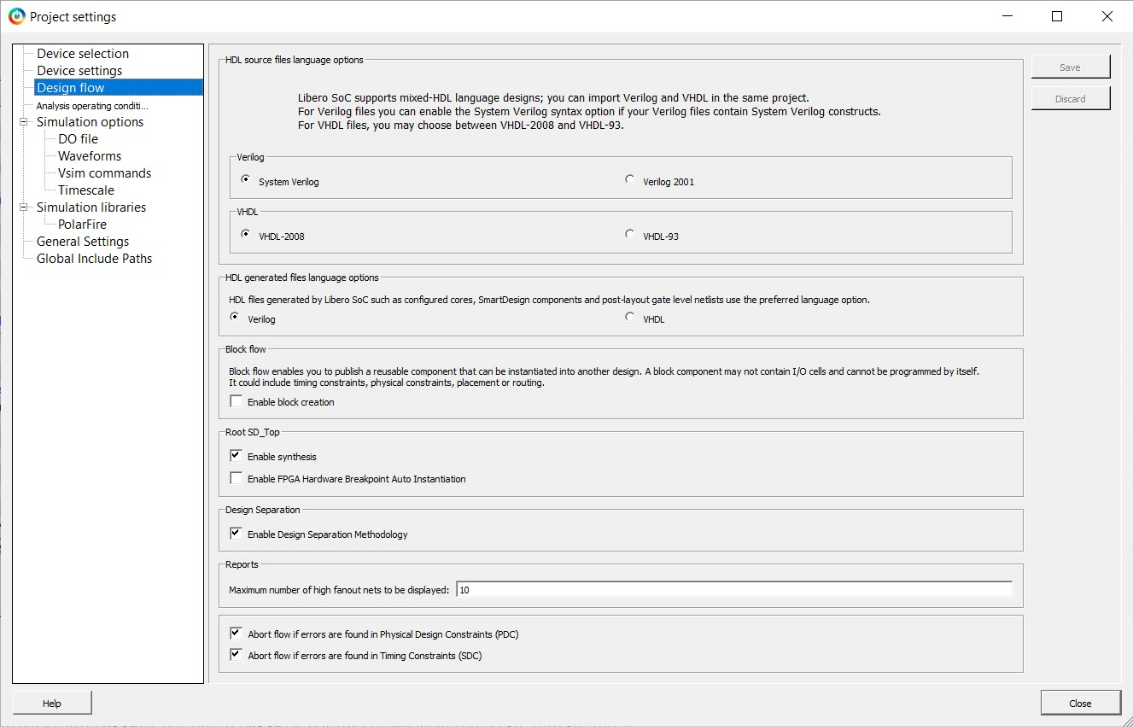 Project settings
Device selection
Device settings
Design flow
Analysis operating conditi...
Simulation options
DO file
Waveforms
Vsim commands
Timescale
Simulation libraries
PolarFire
General Settings
Global Include Paths
HDL source files language options
Libero SoC supports mixed-HDL language designs; you can import Verilog and VHDL in the same project.
For Verilog files you can enable the System Verilog syntax option if your Verilog files contain System Verilog constructs.
For VHDL files, you may choose between VHDL-2008 and VHDL-93.
Verilog
System Verilog
Verilog 2001
VHDL
VHDL-2008
VHDL-93
HDL generated files language options
HDL files generated by Libero SoC such as configured cores, SmartDesign components and post-layout gate level netlists use the preferred language option.
Verilog
VHDL
Block flow
Block flow enables you to publish a reusable component that can be instantiated into another design. A block component may not contain I/O cells and cannot be programmed by itself.
It could include timing constraints, physical constraints, placement or routing.
Enable block creation
Root SD_Top
Enable synthesis
Enable FPGA Hardware Breakpoint Auto Instantiation
Design Separation
Enable Design Separation Methodology
Reports
Maximum number of high fanout nets to be displayed: 10
Abort flow if errors are found in Physical Design Constraints (PDC)
Abort flow if errors are found in Timing Constraints (SDC)
Save
Discard
Help
Close